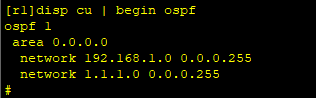 [r1]disp cu | begin ospf
ospf 1
 area 0.0.0.0
  network 192.168.1.0 0.0.0.255
  network 1.1.1.0 0.0.0.255
#